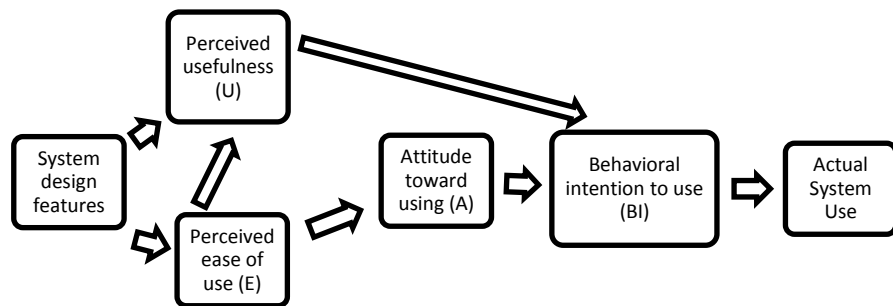 Perceived
usefulness
(U)
System
design
features
Perceived
ease of
use (E)
Attitude
toward
using (A)
Behavioral
intention to use
(BI)
Actual
System
Use